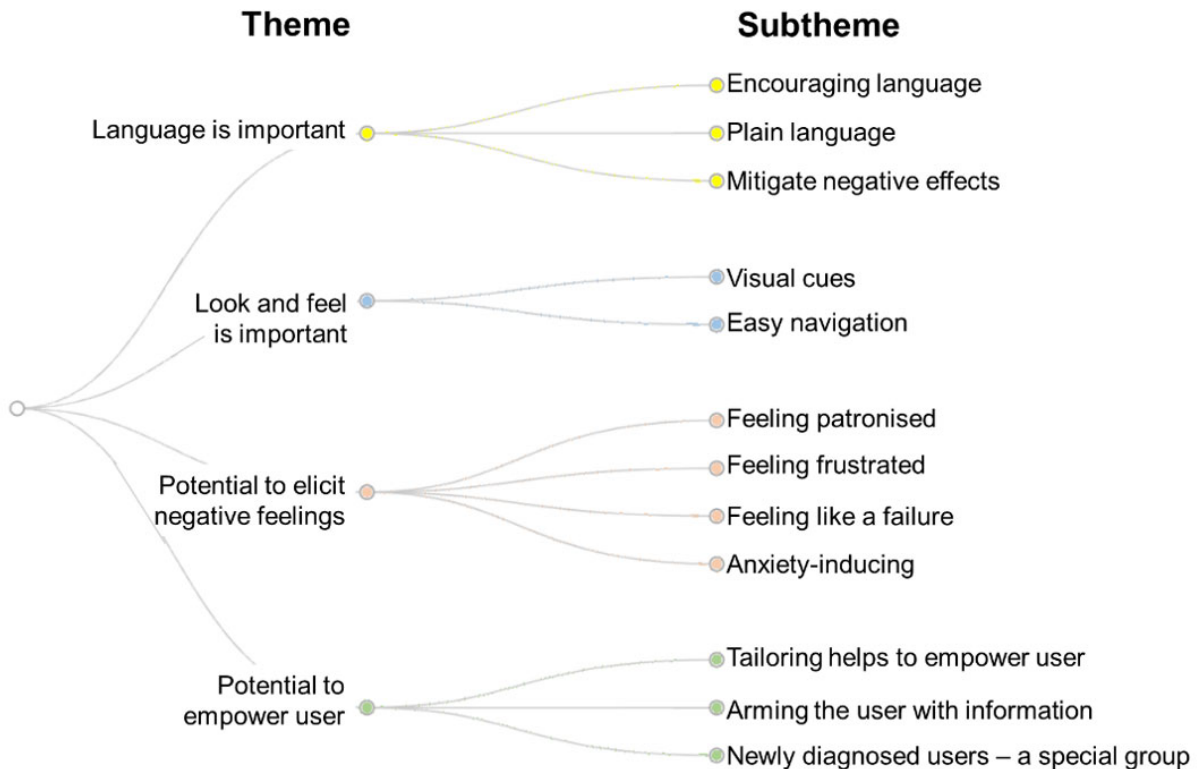 Theme
Subtheme
Language is important
Encouraging language
Plain language
Mitigate negative effects
Look and feel
is important
Visual cues
Easy navigation
Potential to elicit
negative feelings
Feeling patronised
Feeling frustrated
Feeling like a failure
Anxiety-inducing
Potential to
empower user
Tailoring helps to empower user
Arming the user with information
Newly diagnosed users – a special group